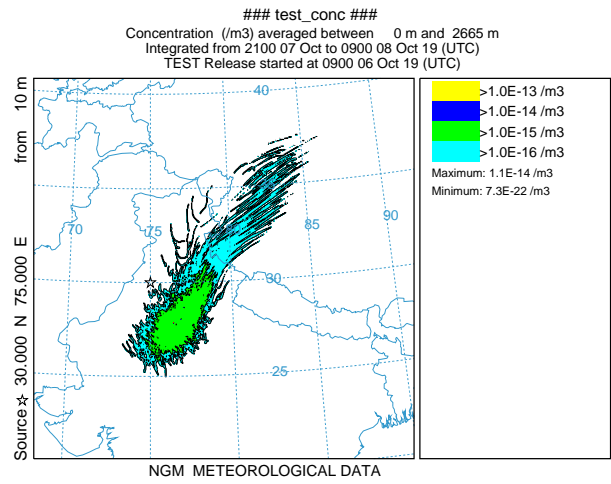 ### test_conc ###
Concentration (/m3) averaged between 0 m and 2665 m
Integrated from 2100 07 Oct to 0900 08 Oct 19 (UTC)
TEST Release started at 0900 06 Oct 19 (UTC)
Source ☆ 30.000 N 75.000 E from 10 m
40
70
75
85
90
30
25
>1.0E-13 /m3
>1.0E-14 /m3
>1.0E-15 /m3
>1.0E-16 /m3
Maximum: 1.1E-14 /m3
Minimum: 7.3E-22 /m3
NGM METEOROLOGICAL DATA